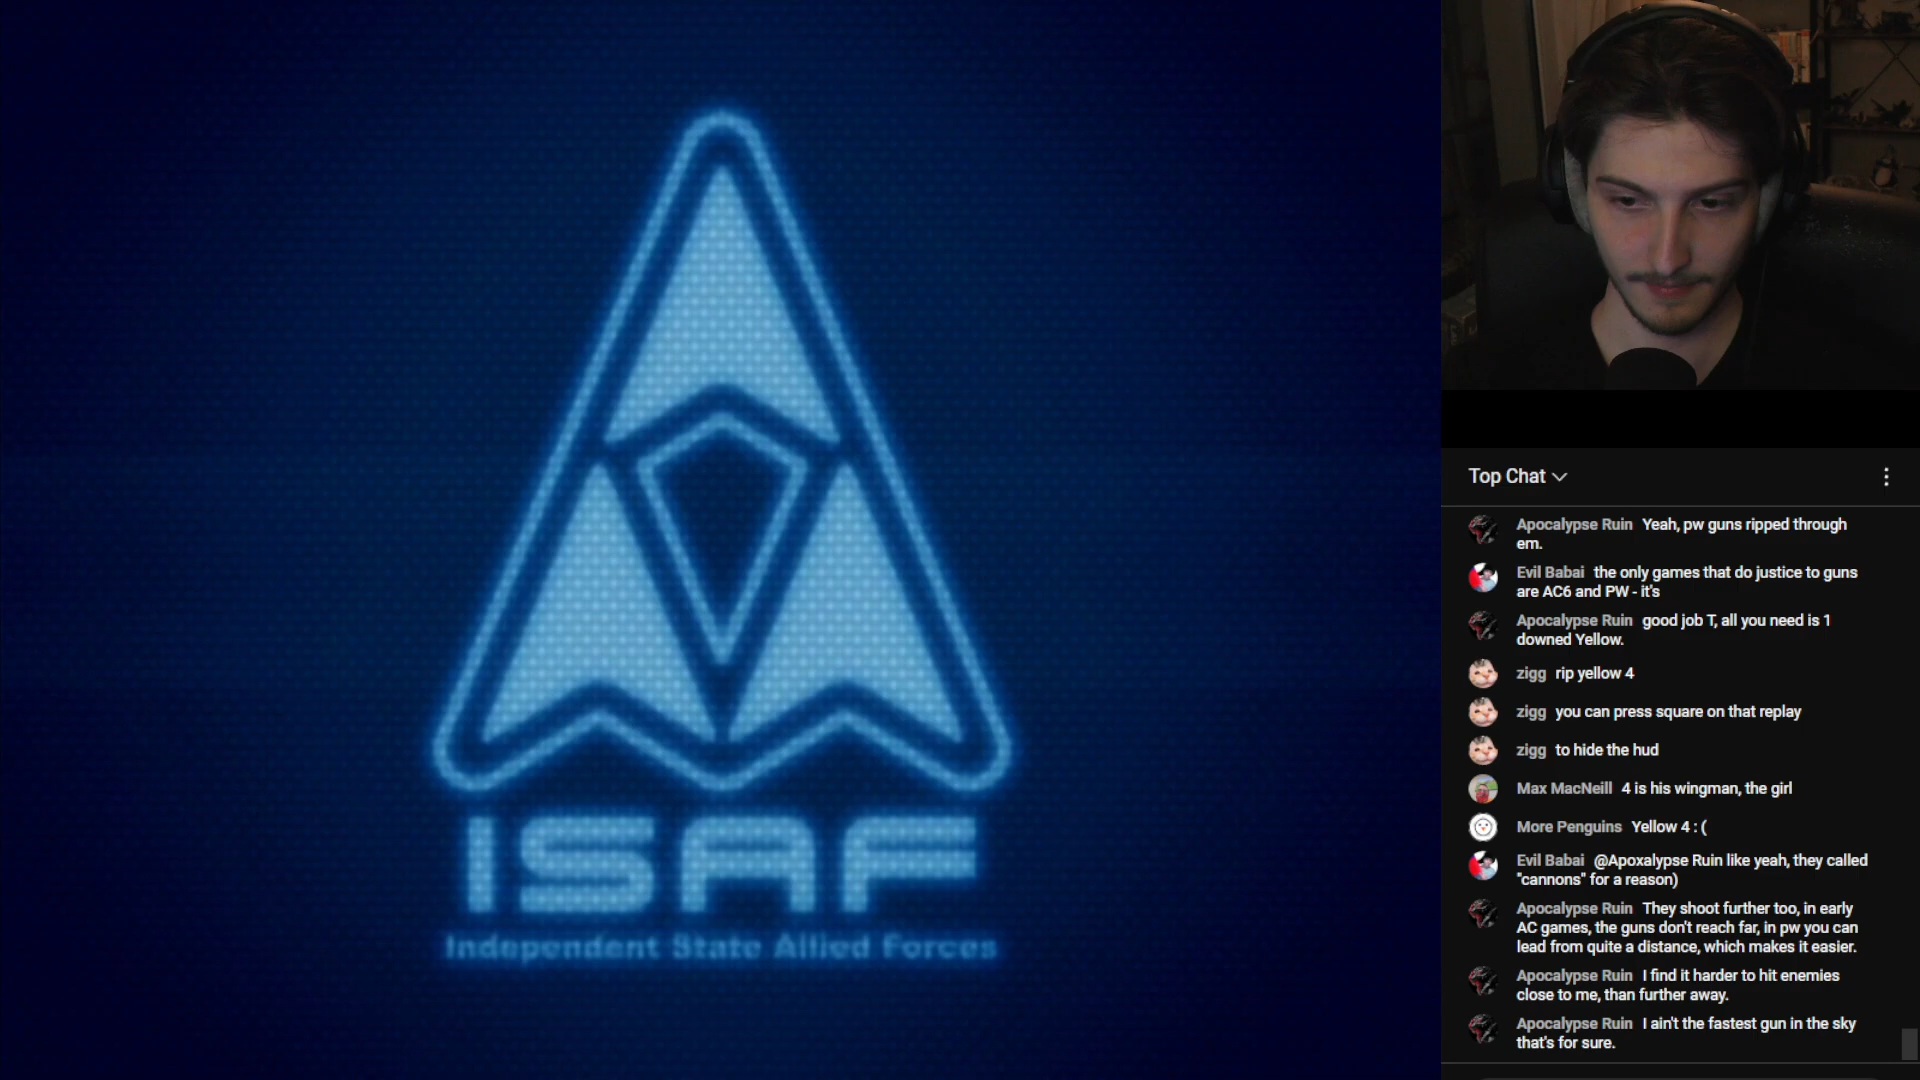 ISAF
Independent State Allied Forces
Top Chat
Apocalypse Ruin Yeah, pw guns ripped through
em.
Evil Babai the only games that do justice to guns
are AC6 and PW - it's
Apocalypse Ruin good job T, all you need is 1
downed Yellow.
zigg rip yellow 4
zigg you can press square on that replay
zigg to hide the hud
Max MacNeill 4 is his wingman, the girl
More Penguins Yellow 4 : (
Evil Babai @Apoxalypse Ruin like yeah, they called
"cannons" for a reason)
Apocalypse Ruin They shoot further too, in early
AC games, the guns don't reach far, in pw you can
lead from quite a distance, which makes it easier.
Apocalypse Ruin I find it harder to hit enemies
close to me, than further away.
Apocalypse Ruin I ain't the fastest gun in the sky
that's for sure.